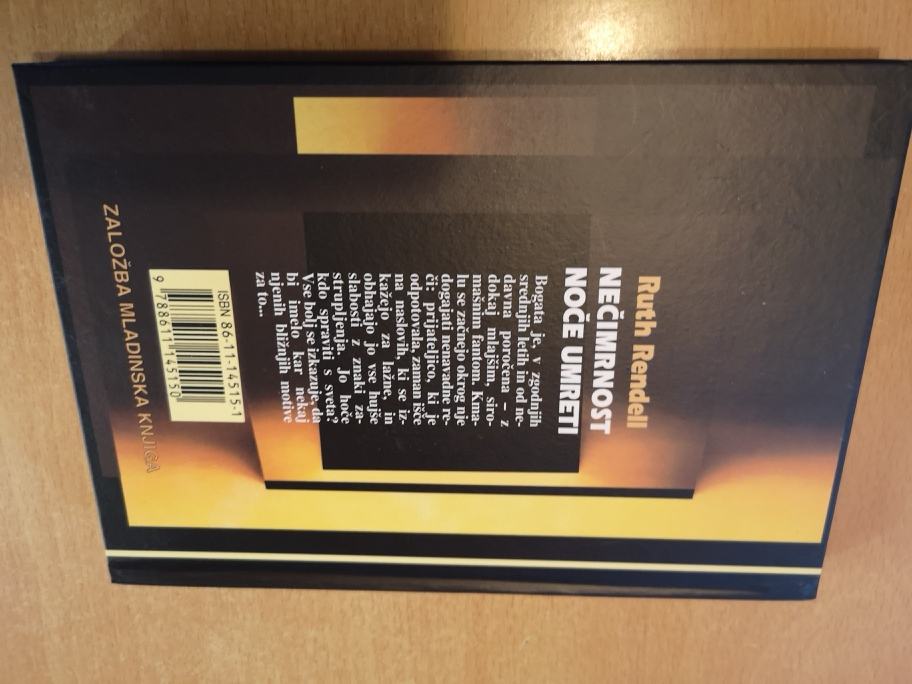 Ruth Rendell
NEČIMRNOST
NOČE UMRETI
Bogata je, v zgodnjih
srednjih letih in od ne-
davna poročena – z
dokaj mlajšim, siro-
mašnim fantom. Kma-
lu se začnejo okrog nje
dogajati nenavadne re-
či: prijateljico, ki je
odpotovala, zaman išče
na naslovih, ki se iz-
kažejo za lažne, in
obhajajo jo vse hujše
slabosti z znaki za-
strupljenja. Jo hoče
kdo spraviti s sveta?
Vse bolj se izkazuje, da
bi imelo kar nekaj
njenih bližnjih motive
za to...
ISBN 86-11-14515-1
9 788611 145150
ZALOŽBA MLADINSKA KNJIGA